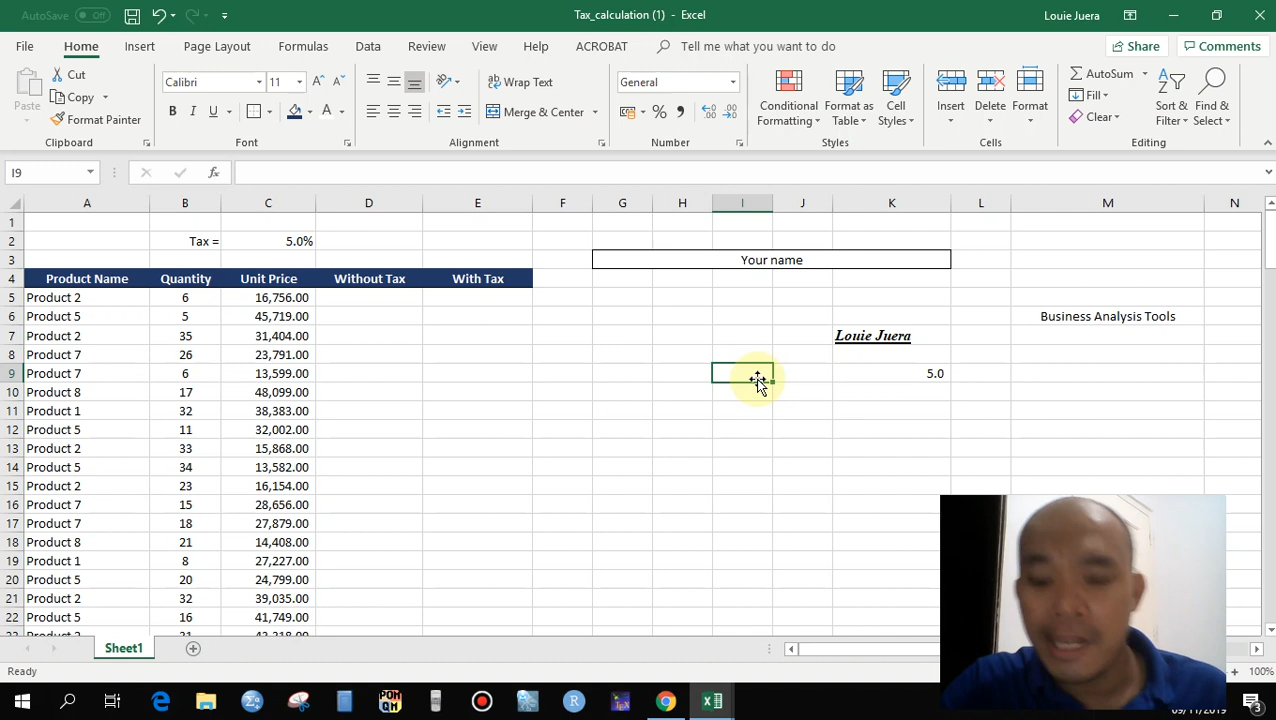 AutoSave Off Tax_calculation (1) - Excel Louie Juera
File Home Insert Page Layout Formulas Data Review View Help ACROBAT Tell me what you want to do Share Comments
Paste Cut Copy Format Painter Clipboard
Calibri 11 B I U A Font
Wrap Text Merge & Center Alignment
General % , Number
Conditional Formatting Format as Table Cell Styles Styles
Insert Delete Format Cells
AutoSum Fill Clear Sort & Filter Find & Select Editing
I9 fx
A B C D E F G H I J K L M N
1
2 Tax = 5.0%
3 Your name
4 Product Name Quantity Unit Price Without Tax With Tax
5 Product 2 6 16,756.00
6 Product 5 5 45,719.00 Business Analysis Tools
7 Product 2 35 31,404.00 Louie Juera
8 Product 7 26 23,791.00
9 Product 7 6 13,599.00 5.0
10 Product 8 17 48,099.00
11 Product 1 32 38,383.00
12 Product 5 11 32,002.00
13 Product 2 33 15,868.00
14 Product 5 34 13,582.00
15 Product 2 23 16,154.00
16 Product 7 15 28,656.00
17 Product 7 18 27,879.00
18 Product 8 21 14,408.00
19 Product 1 8 27,227.00
20 Product 5 20 24,799.00
21 Product 2 32 39,035.00
22 Product 5 16 41,749.00
Sheet1
Ready 100%
09/11/2019 3